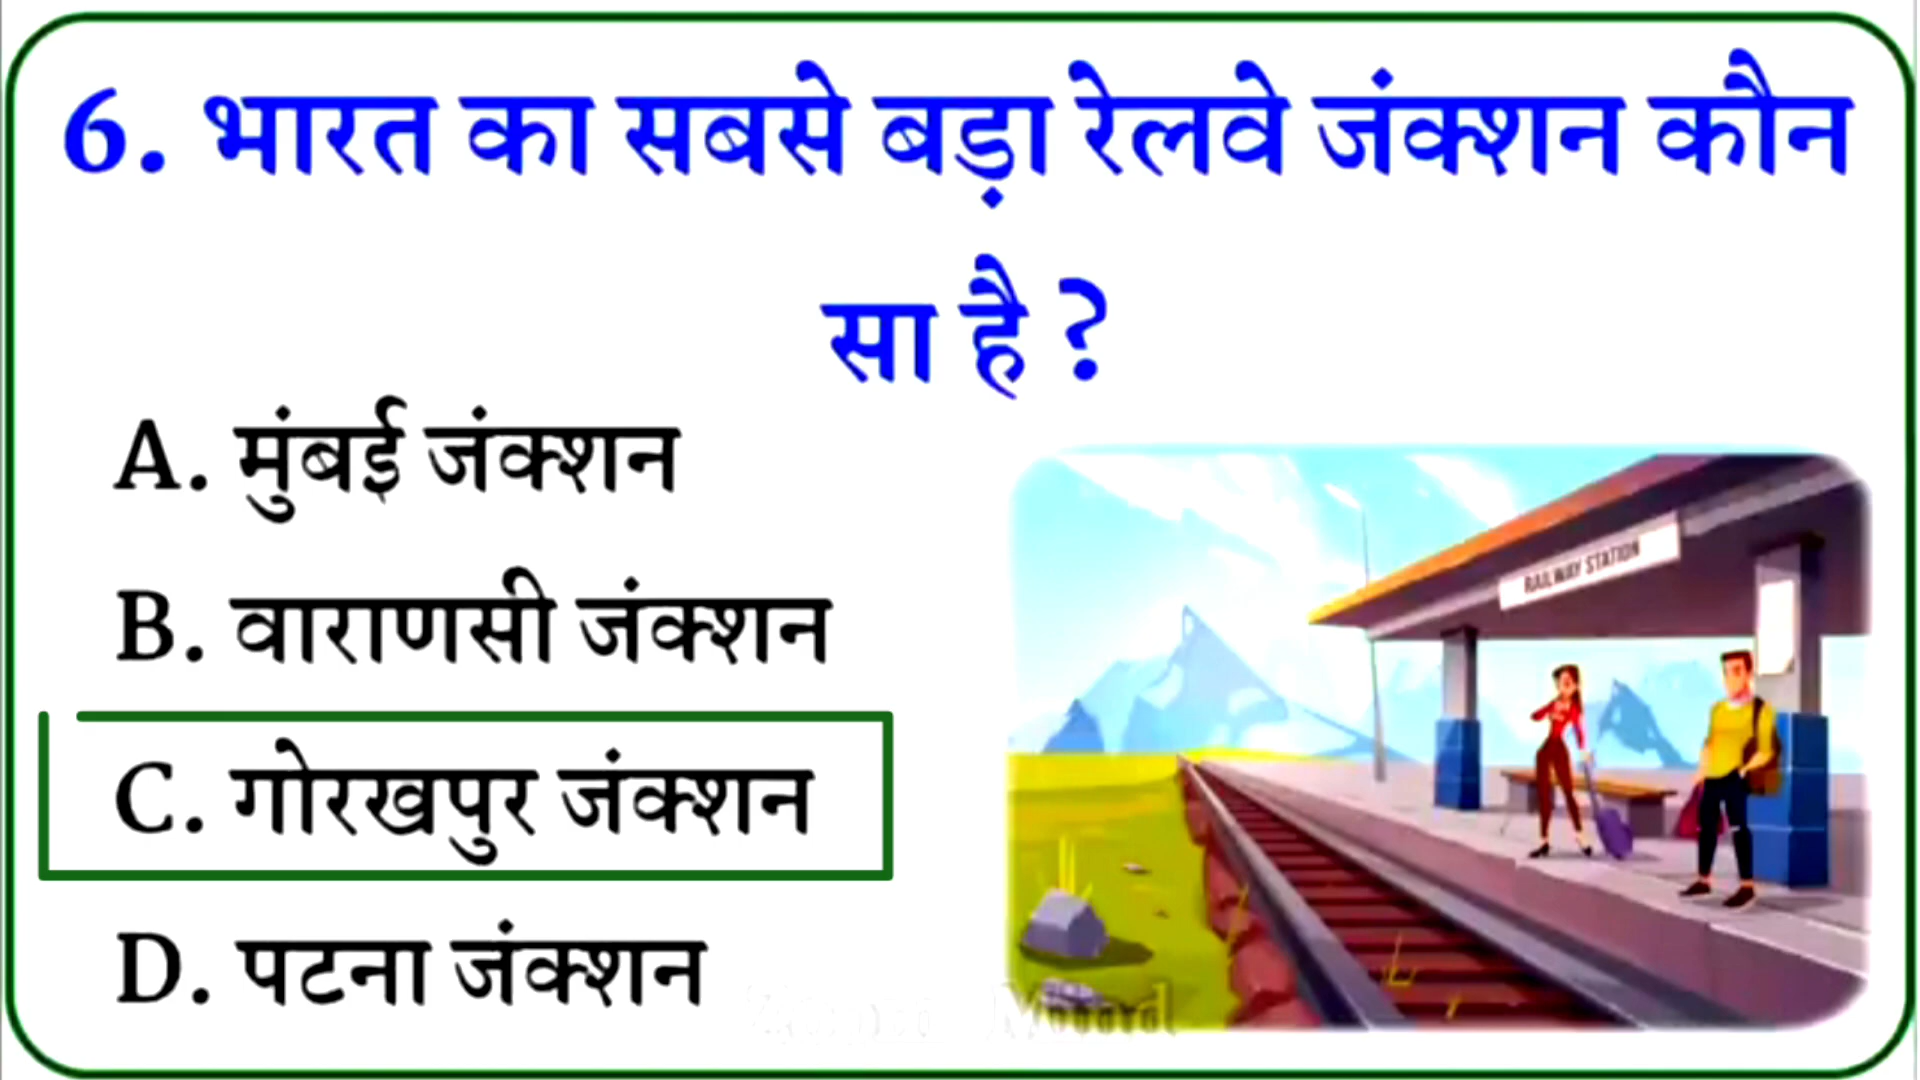 6. भारत का सबसे बड़ा रेलवे जंक्शन कौन
सा है ?
A. मुंबई जंक्शन
B. वाराणसी जंक्शन
C. गोरखपुर जंक्शन
D. पटना जंक्शन
RAILWAY STATION